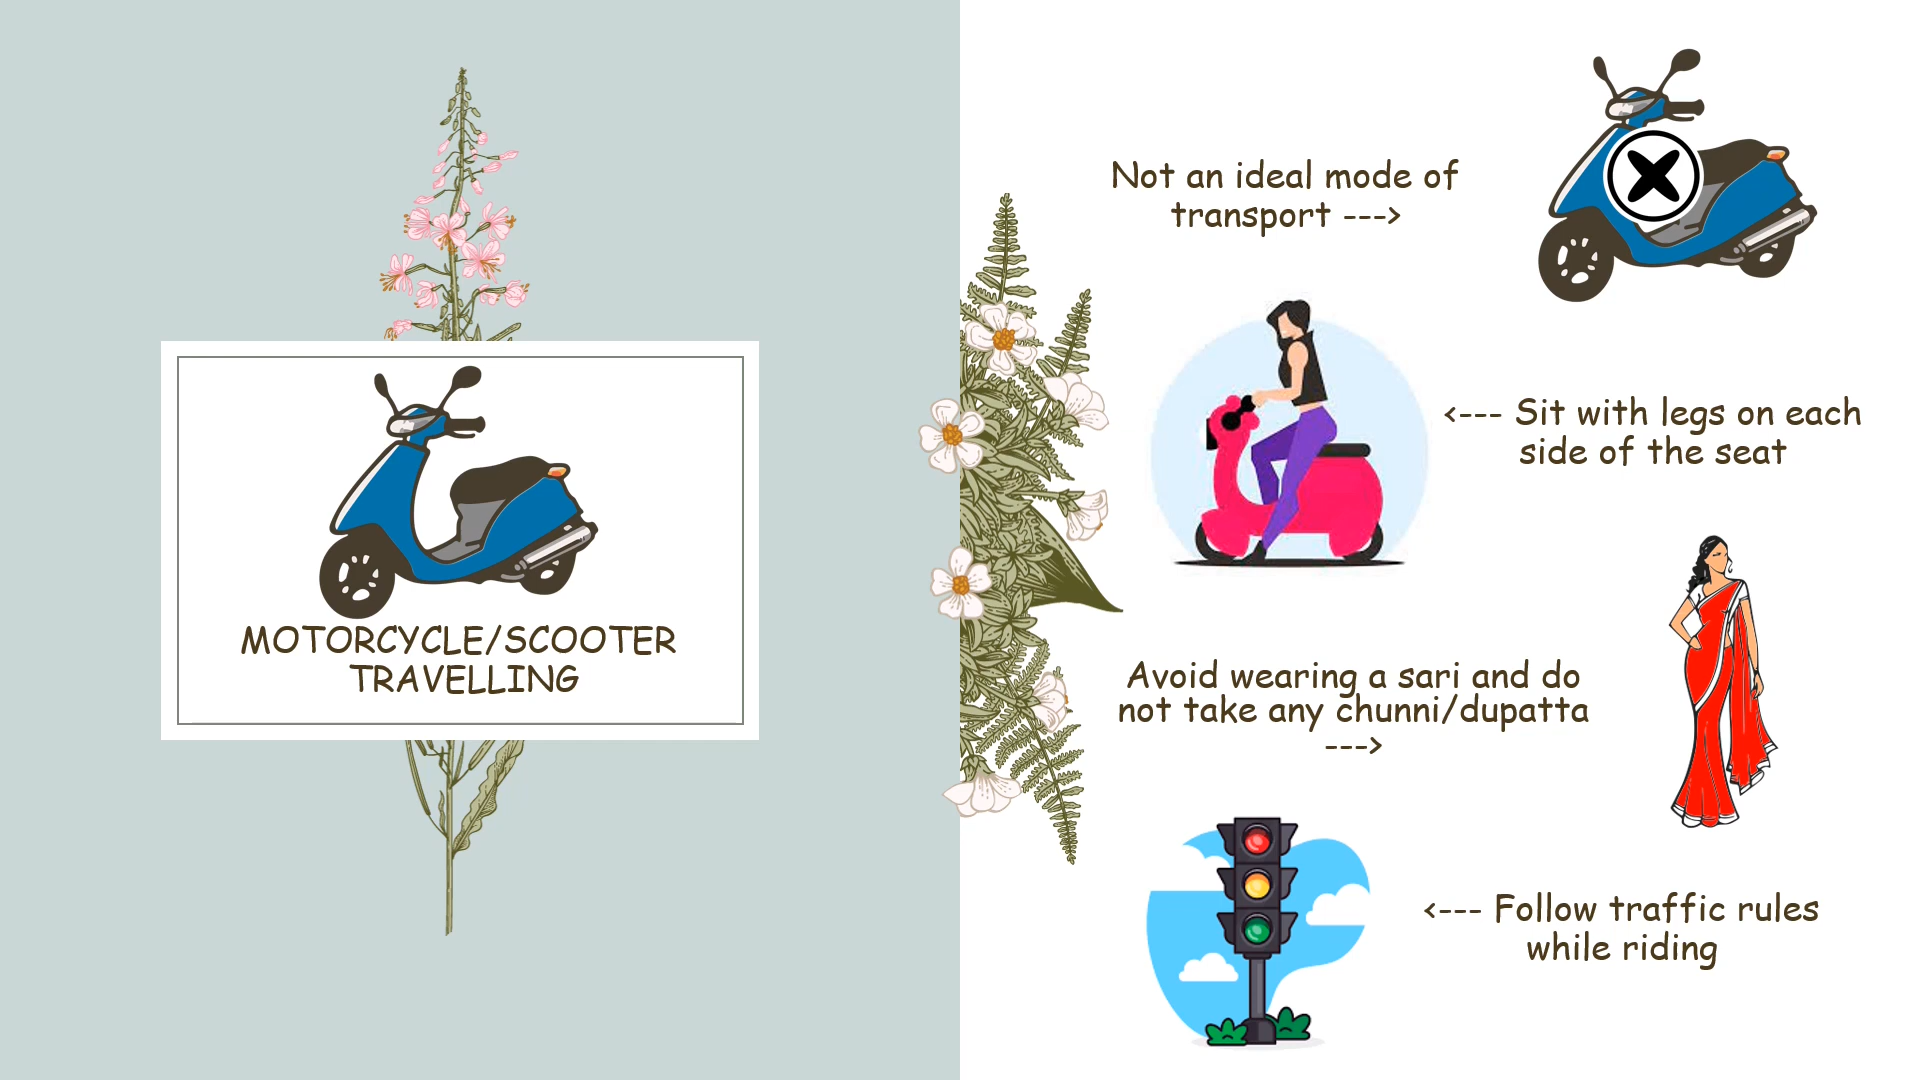 MOTORCYCLE/SCOOTER
TRAVELLING
Not an ideal mode of
transport --->
<--- Sit with legs on each
side of the seat
Avoid wearing a sari and do
not take any chunni/dupatta
--->
<--- Follow traffic rules
while riding